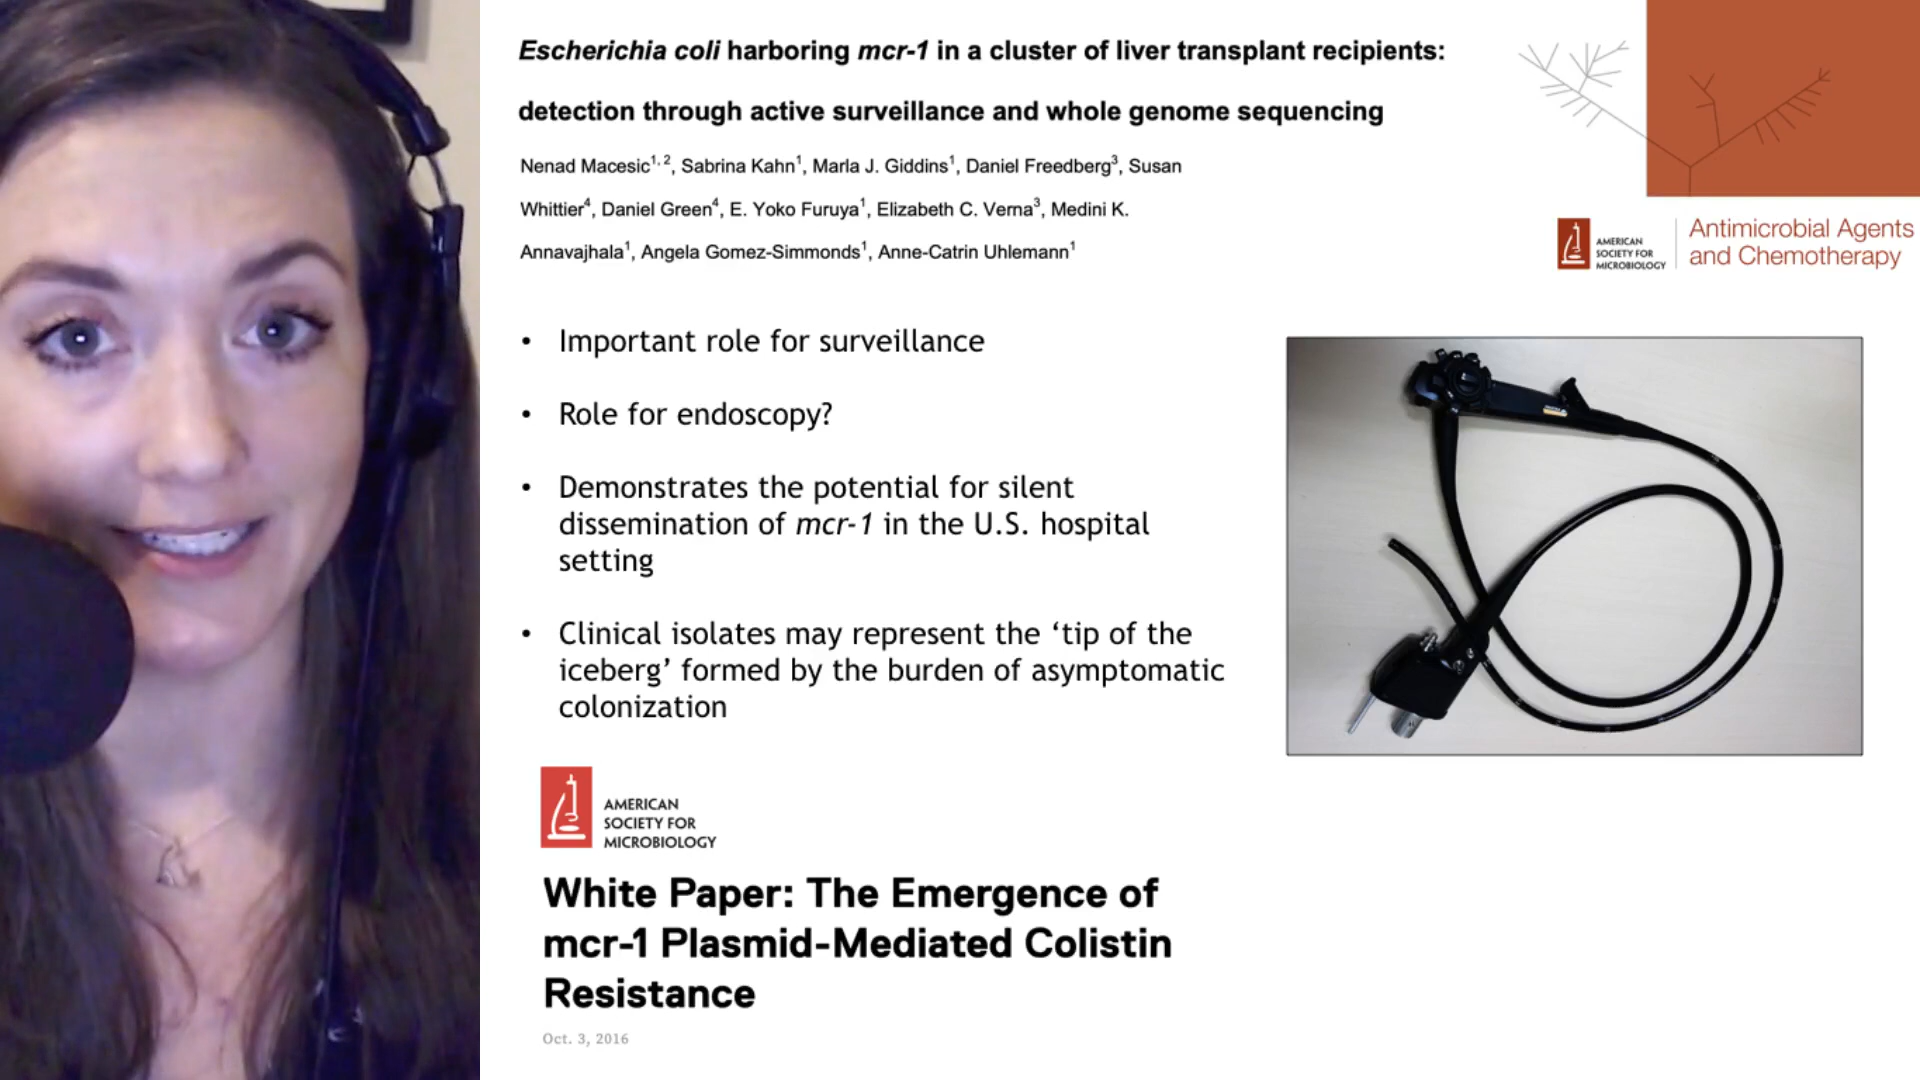 Escherichia coli harboring mcr-1 in a cluster of liver transplant recipients:
detection through active surveillance and whole genome sequencing
Nenad Macesic1, 2, Sabrina Kahn1, Marla J. Giddins1, Daniel Freedberg3, Susan
Whittier4, Daniel Green4, E. Yoko Furuya1, Elizabeth C. Verna3, Medini K.
Annavajhala1, Angela Gomez-Simmonds1, Anne-Catrin Uhlemann1
AMERICAN
SOCIETY FOR
MICROBIOLOGY
Antimicrobial Agents
and Chemotherapy
• Important role for surveillance
• Role for endoscopy?
• Demonstrates the potential for silent
dissemination of mcr-1 in the U.S. hospital
setting
• Clinical isolates may represent the ‘tip of the
iceberg’ formed by the burden of asymptomatic
colonization
AMERICAN
SOCIETY FOR
MICROBIOLOGY
White Paper: The Emergence of
mcr-1 Plasmid-Mediated Colistin
Resistance
Oct. 3, 2016